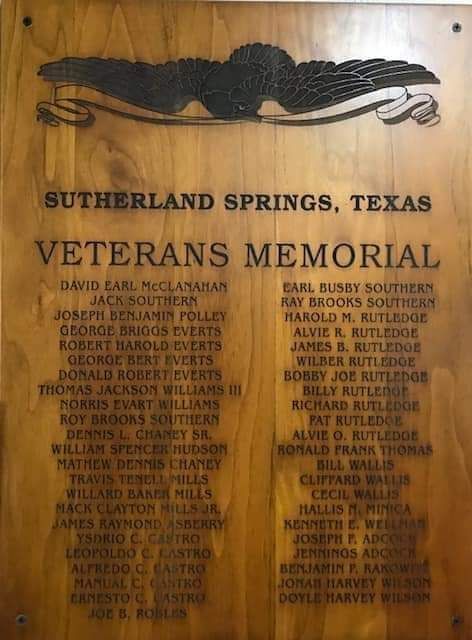 SUTHERLAND SPRINGS, TEXAS
VETERANS MEMORIAL
DAVID EARL McCLANAHAN
JACK SOUTHERN
JOSEPH BENJAMIN POLLEY
GEORGE BRIGGS EVERTS
ROBERT HAROLD EVERTS
GEORGE BERT EVERTS
DONALD ROBERT EVERTS
THOMAS JACKSON WILLIAMS III
NORRIS EVART WILLIAMS
ROY BROOKS SOUTHERN
DENNIS L. CHANEY SR.
WILLIAM SPENCER HUDSON
MATHEW DENNIS CHANEY
TRAVIS TENELL MILLS
WILLARD BAKER MILLS
MACK CLAYTON MILLS JR.
JAMES RAYMOND ASBERRY
YSDRIO C. CASTRO
LEOPOLDO C. CASTRO
ALFREDO C. CASTRO
MANUAL C. CASTRO
ERNESTO C. CASTRO
JOE B. ROBLES
EARL BUSBY SOUTHERN
RAY BROOKS SOUTHERN
HAROLD M. RUTLEDGE
ALVIE R. RUTLEDGE
JAMES B. RUTLEDGE
WILBER RUTLEDGE
BOBBY JOE RUTLEDGE
BILLY RUTLEDGE
RICHARD RUTLEDGE
PAT RUTLEDGE
ALVIE O. RUTLEDGE
RONALD FRANK THOMAS
BILL WALLIS
CLIFFARD WALLIS
CECIL WALLIS
HALLIS N. MINICA
KENNETH E. WELLMAN
JOSEPH F. ADCOCK
JENNINGS ADCOCK
BENJAMIN F. RAKOWITZ
JONAH HARVEY WILSON
DOYLE HARVEY WILSON